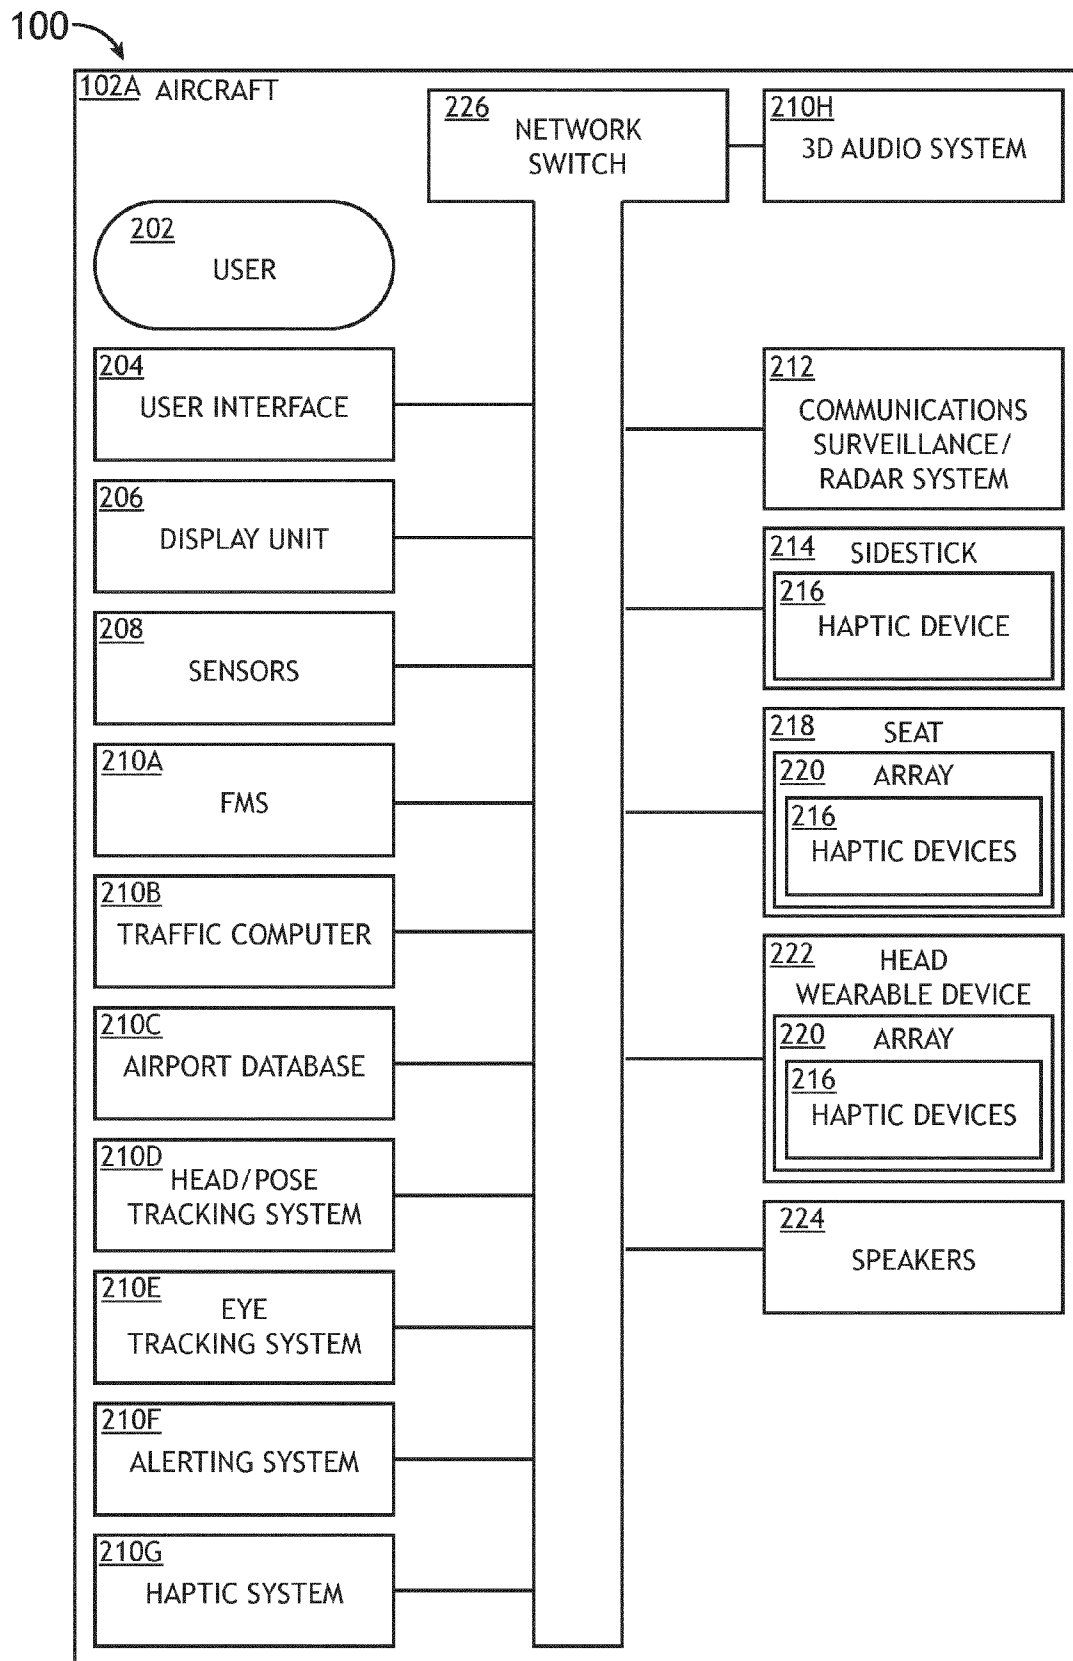 100
102A AIRCRAFT
226
NETWORK
SWITCH
210H
3D AUDIO SYSTEM
202
USER
204
USER INTERFACE
206
DISPLAY UNIT
208
SENSORS
210A
FMS
210B
TRAFFIC COMPUTER
210C
AIRPORT DATABASE
210D
HEAD/POSE
TRACKING SYSTEM
210E
EYE
TRACKING SYSTEM
210F
ALERTING SYSTEM
210G
HAPTIC SYSTEM
212
COMMUNICATIONS
SURVEILLANCE/
RADAR SYSTEM
214 SIDESTICK
216
HAPTIC DEVICE
218 SEAT
220 ARRAY
216
HAPTIC DEVICES
222 HEAD
WEARABLE DEVICE
220 ARRAY
216
HAPTIC DEVICES
224
SPEAKERS